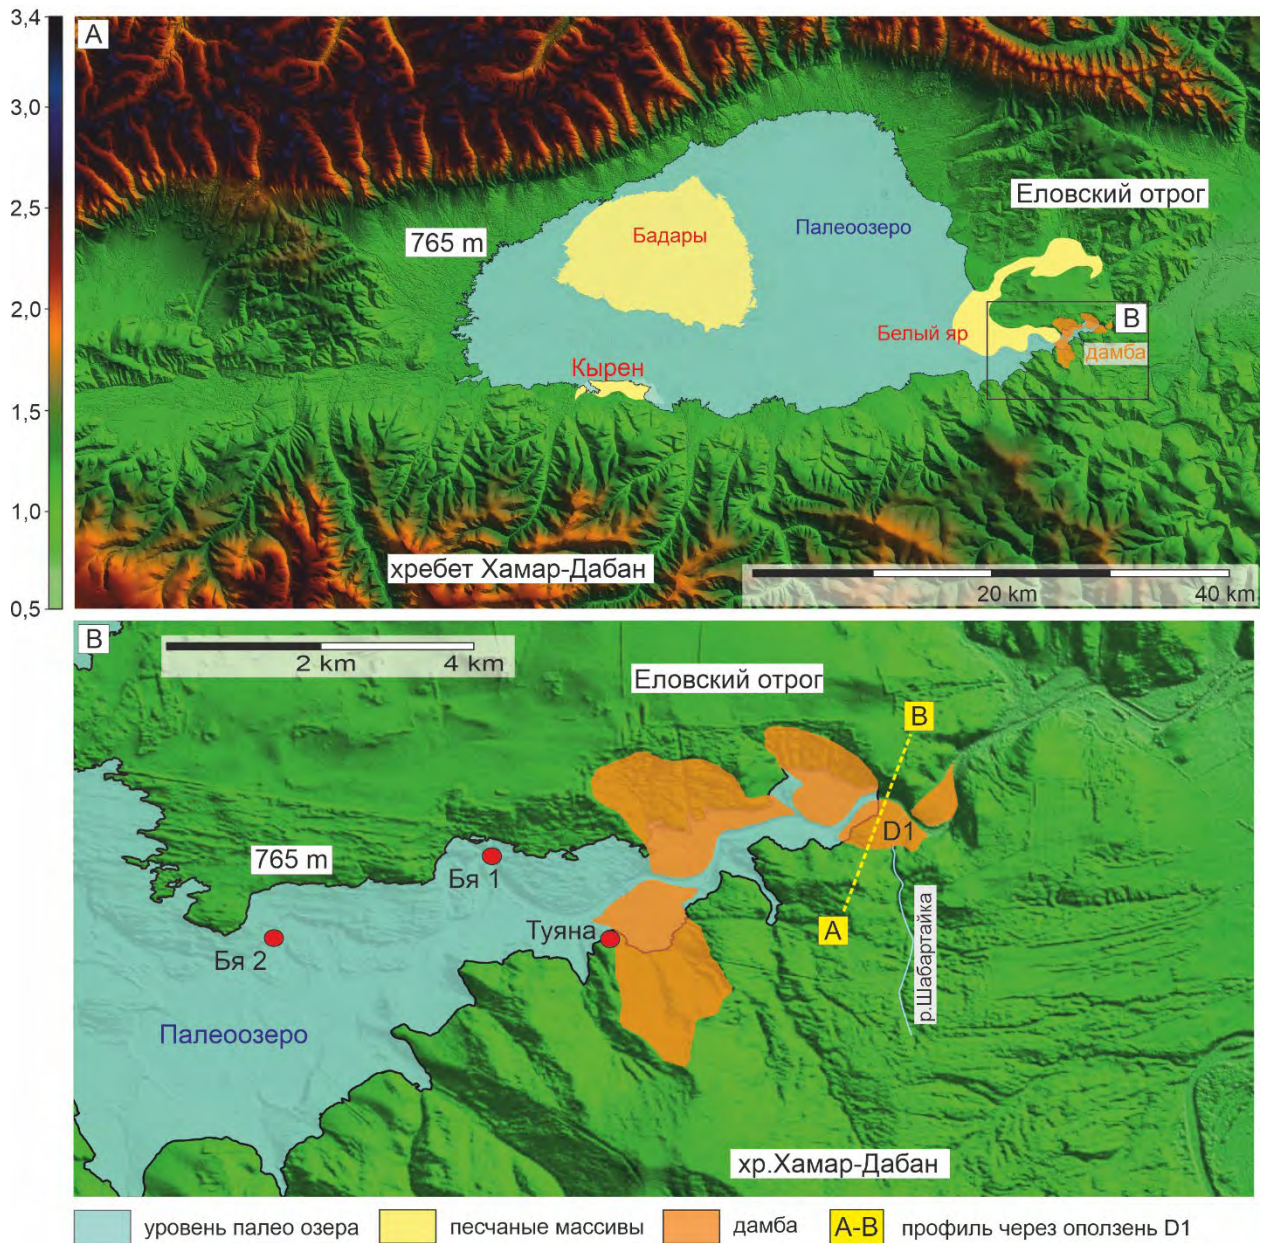 3,4
3,0
2,5
2,0
1,5
1,0
0,5
A
Еловский отрог
Бадары
Палеоозеро
765 m
Белый яр
B
дамба
Кырен
хребет Хамар-Дабан
20 km
40 km
B
2 km
4 km
Еловский отрог
B
D1
765 m
Бя 1
Туяна
A
Бя 2
р.Шабартайка
Палеоозеро
хр.Хамар-Дабан
уровень палео озера
песчаные массивы
дамба
A-B
профиль через оползень D1